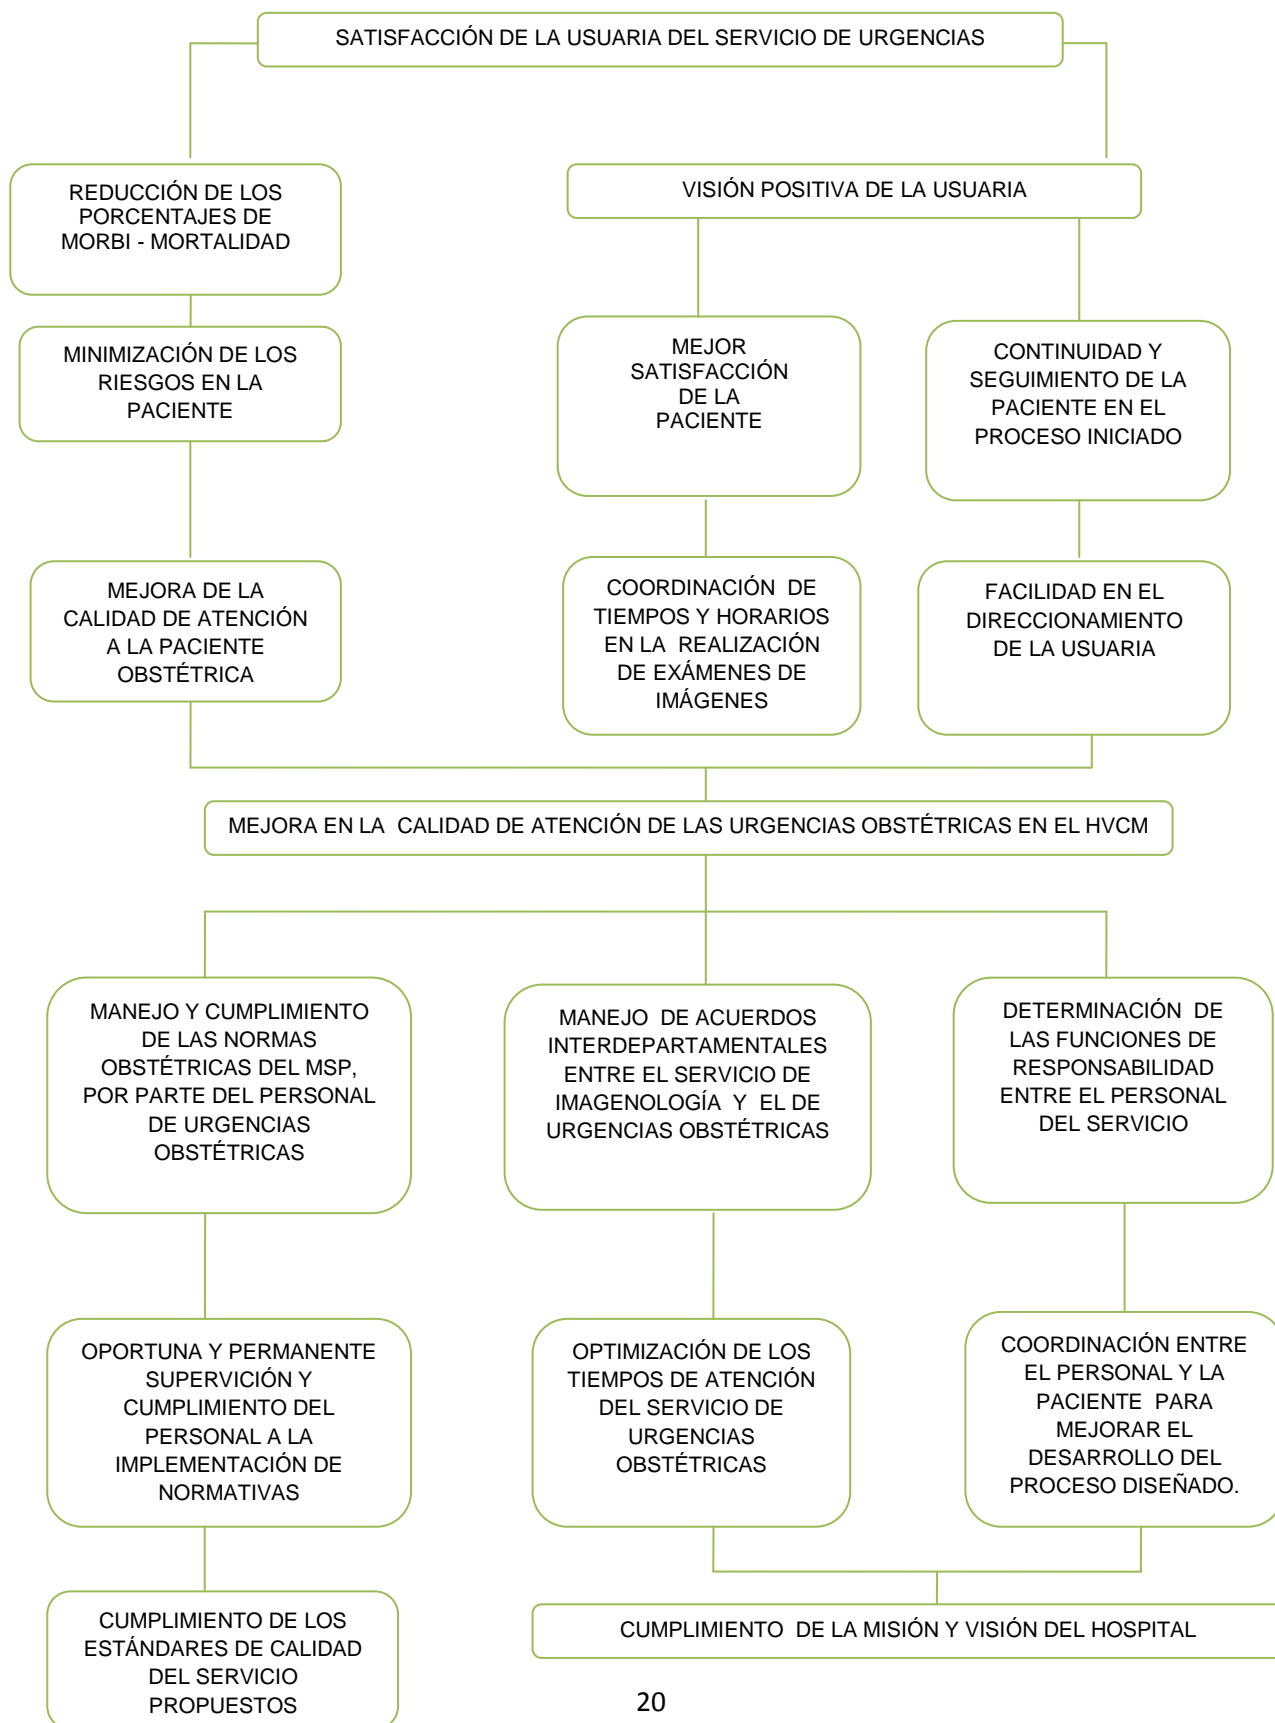 SATISFACCIÓN DE LA USUARIA DEL SERVICIO DE URGENCIAS
REDUCCIÓN DE LOS
PORCENTAJES DE
MORBI - MORTALIDAD
VISIÓN POSITIVA DE LA USUARIA
MINIMIZACIÓN DE LOS
RIESGOS EN LA
PACIENTE
MEJOR
SATISFACCIÓN
DE LA
PACIENTE
CONTINUIDAD Y
SEGUIMIENTO DE LA
PACIENTE EN EL
PROCESO INICIADO
MEJORA DE LA
CALIDAD DE ATENCIÓN
A LA PACIENTE
OBSTÉTRICA
COORDINACIÓN DE
TIEMPOS Y HORARIOS
EN LA REALIZACIÓN
DE EXÁMENES DE
IMÁGENES
FACILIDAD EN EL
DIRECCIONAMIENTO
DE LA USUARIA
MEJORA EN LA CALIDAD DE ATENCIÓN DE LAS URGENCIAS OBSTÉTRICAS EN EL HVCM
MANEJO Y CUMPLIMIENTO
DE LAS NORMAS
OBSTÉTRICAS DEL MSP,
POR PARTE DEL PERSONAL
DE URGENCIAS
OBSTÉTRICAS
MANEJO DE ACUERDOS
INTERDEPARTAMENTALES
ENTRE EL SERVICIO DE
IMAGENOLOGÍA Y EL DE
URGENCIAS OBSTÉTRICAS
DETERMINACIÓN DE
LAS FUNCIONES DE
RESPONSABILIDAD
ENTRE EL PERSONAL
DEL SERVICIO
OPORTUNA Y PERMANENTE
SUPERVISIÓN Y
CUMPLIMIENTO DEL
PERSONAL A LA
IMPLEMENTACIÓN DE
NORMATIVAS
OPTIMIZACIÓN DE LOS
TIEMPOS DE ATENCIÓN
DEL SERVICIO DE
URGENCIAS
OBSTÉTRICAS
COORDINACIÓN ENTRE
EL PERSONAL Y LA
PACIENTE PARA
MEJORAR EL
DESARROLLO DEL
PROCESO DISEÑADO.
CUMPLIMIENTO DE LOS
ESTÁNDARES DE CALIDAD
DEL SERVICIO
PROPUESTOS
CUMPLIMIENTO DE LA MISIÓN Y VISIÓN DEL HOSPITAL
20